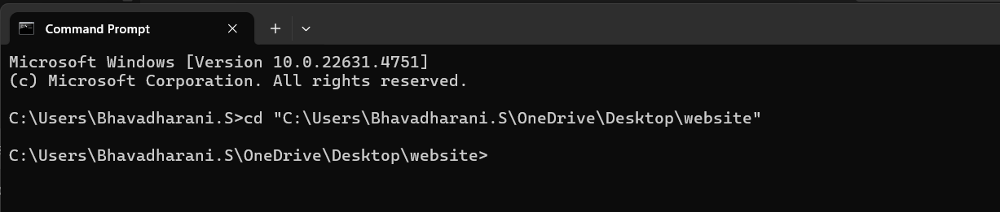 Command Prompt
Microsoft Windows [Version 10.0.22631.4751]
(c) Microsoft Corporation. All rights reserved.
C:\Users\Bhavadharani.S>cd "C:\Users\Bhavadharani.S\OneDrive\Desktop\website"
C:\Users\Bhavadharani.S\OneDrive\Desktop\website>